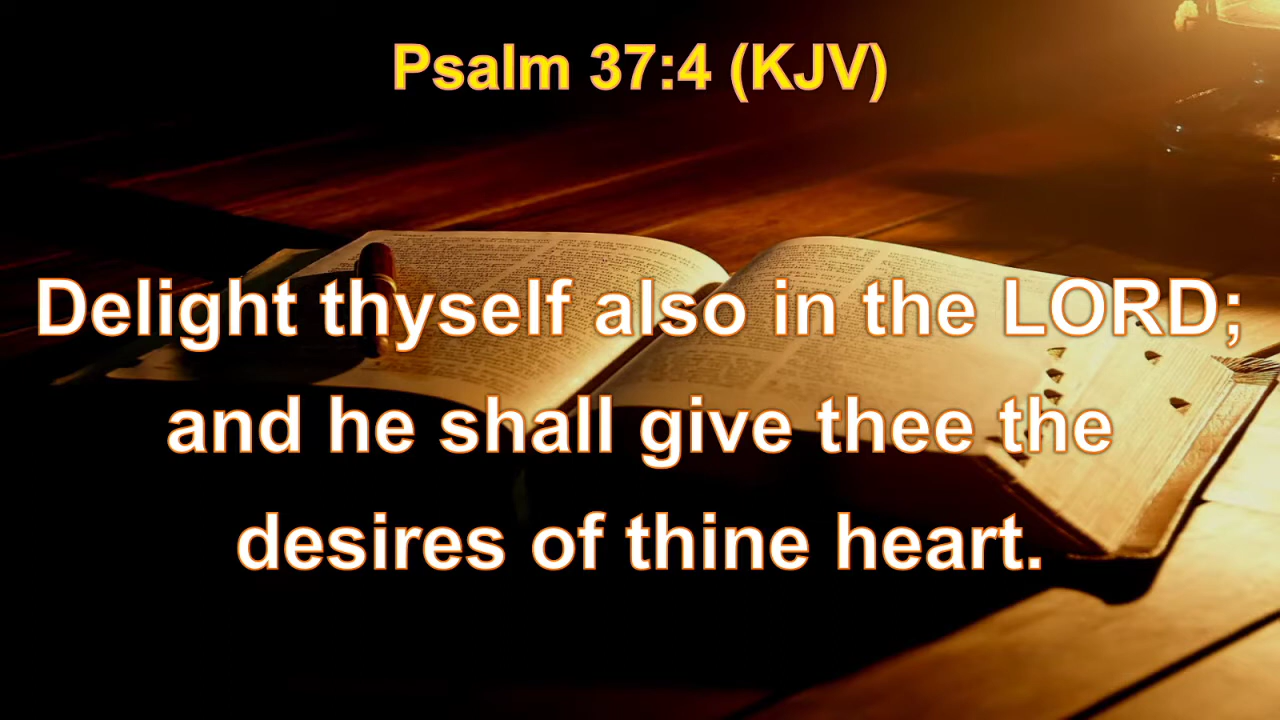 Psalm 37:4 (KJV)
Delight thyself also in the LORD;
and he shall give thee the
desires of thine heart.